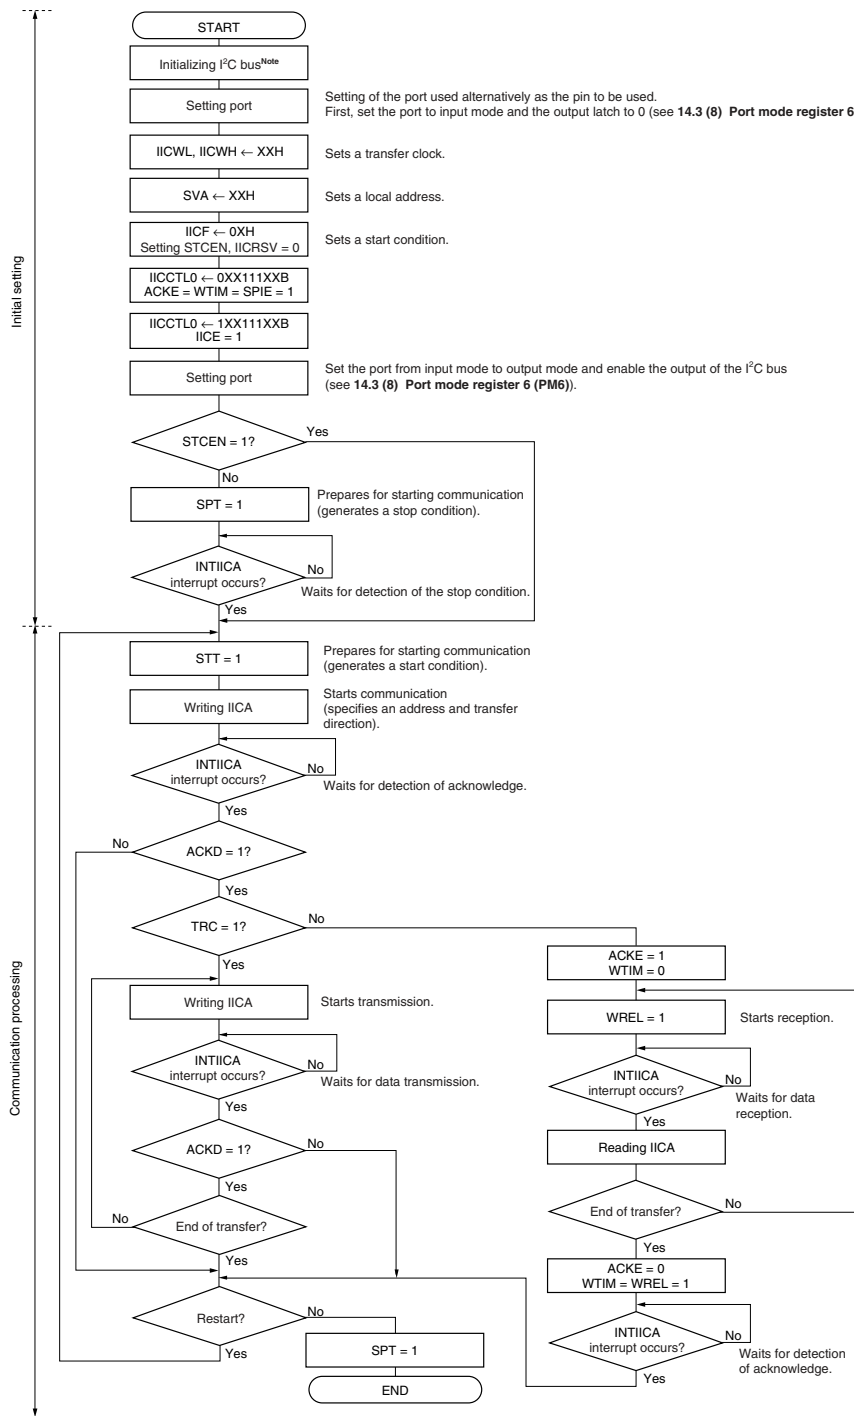 START
Initializing I²C busNote
Setting port
Setting of the port used alternatively as the pin to be used.
First, set the port to input mode and the output latch to 0 (see 14.3 (8) Port mode register 6
IICWL, IICWH ← XXH
Sets a transfer clock.
SVA ← XXH
Sets a local address.
IICF ← 0XH
Setting STCEN, IICRSV = 0
Sets a start condition.
Initial setting
IICCTL0 ← 0XX111XXB
ACKE = WTIM = SPIE = 1
IICCTL0 ← 1XX111XXB
IICE = 1
Setting port
Set the port from input mode to output mode and enable the output of the I²C bus
(see 14.3 (8) Port mode register 6 (PM6)).
STCEN = 1?
Yes
No
SPT = 1
Prepares for starting communication
(generates a stop condition).
INTIICA
interrupt occurs?
No
Waits for detection of the stop condition.
Yes
STT = 1
Prepares for starting communication
(generates a start condition).
Writing IICA
Starts communication
(specifies an address and transfer
direction).
INTIICA
interrupt occurs?
No
Waits for detection of acknowledge.
Yes
No
ACKD = 1?
Yes
TRC = 1?
No
Yes
Communication processing
ACKE = 1
WTIM = 0
Writing IICA
Starts transmission.
WREL = 1
Starts reception.
INTIICA
interrupt occurs?
No
Waits for data transmission.
Yes
INTIICA
interrupt occurs?
No
Waits for data
reception.
Yes
ACKD = 1?
No
Yes
Reading IICA
No
End of transfer?
Yes
End of transfer?
No
Yes
ACKE = 0
WTIM = WREL = 1
Restart?
No
Yes
INTIICA
interrupt occurs?
No
Waits for detection
of acknowledge.
Yes
SPT = 1
END